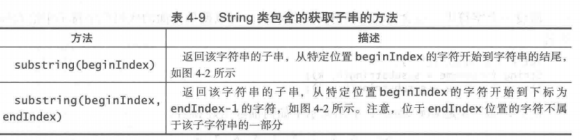 表 4-9 String 类包含的获取子串的方法
方法 描述
substring(beginIndex) 返回该字符串的子串，从特定位置 beginIndex 的字符开始到字符串的结尾，
如图 4-2 所示
substring(beginIndex, 返回该字符串的子串，从特定位置 beginIndex 的字符开始到下标为
endIndex) endIndex-1 的字符，如图 4-2 所示。注意，位于 endIndex 位置的字符不属
于该子字符串的一部分